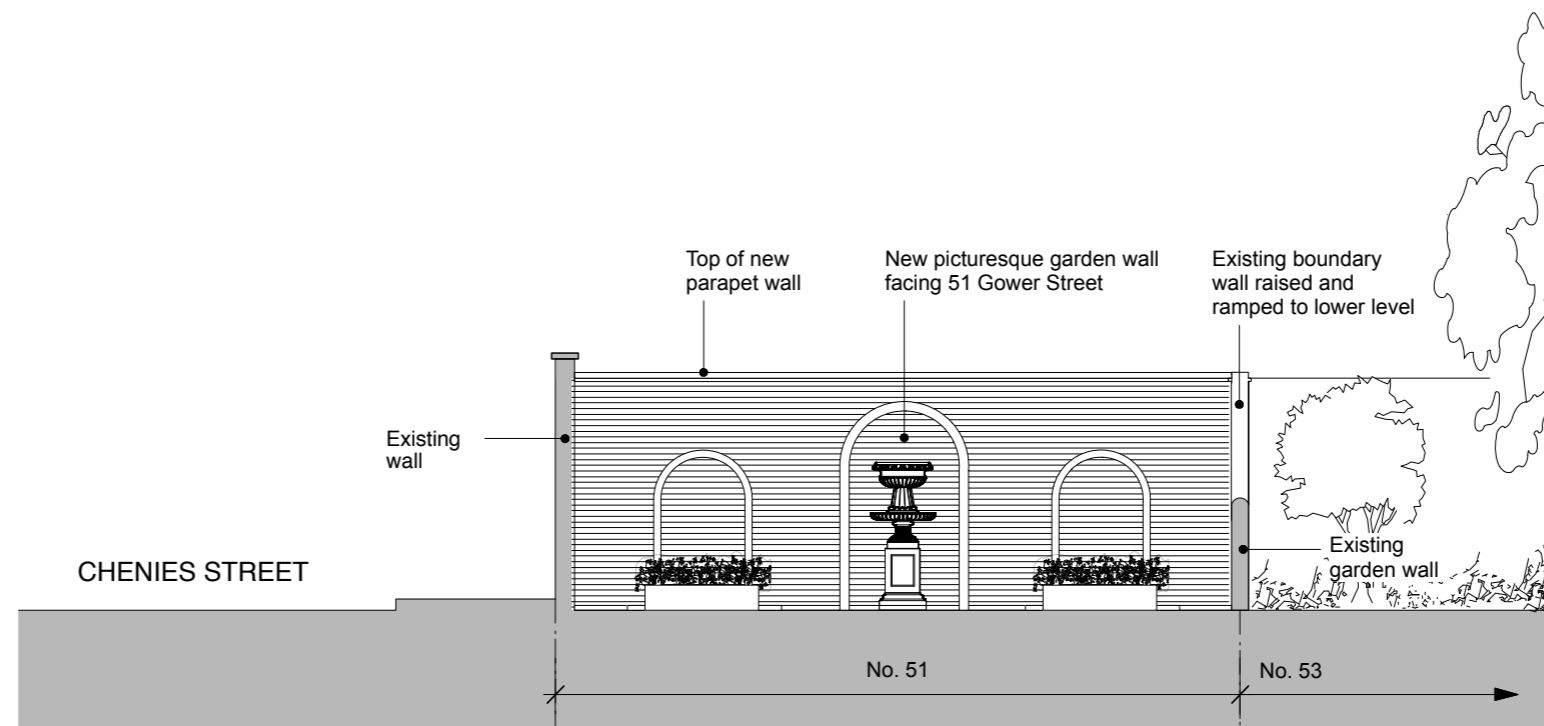 Top of new
parapet wall
New picturesque garden wall
facing 51 Gower Street
Existing boundary
wall raised and
ramped to lower level
Existing
wall
Existing
garden wall
CHENIES STREET
No. 51
No. 53